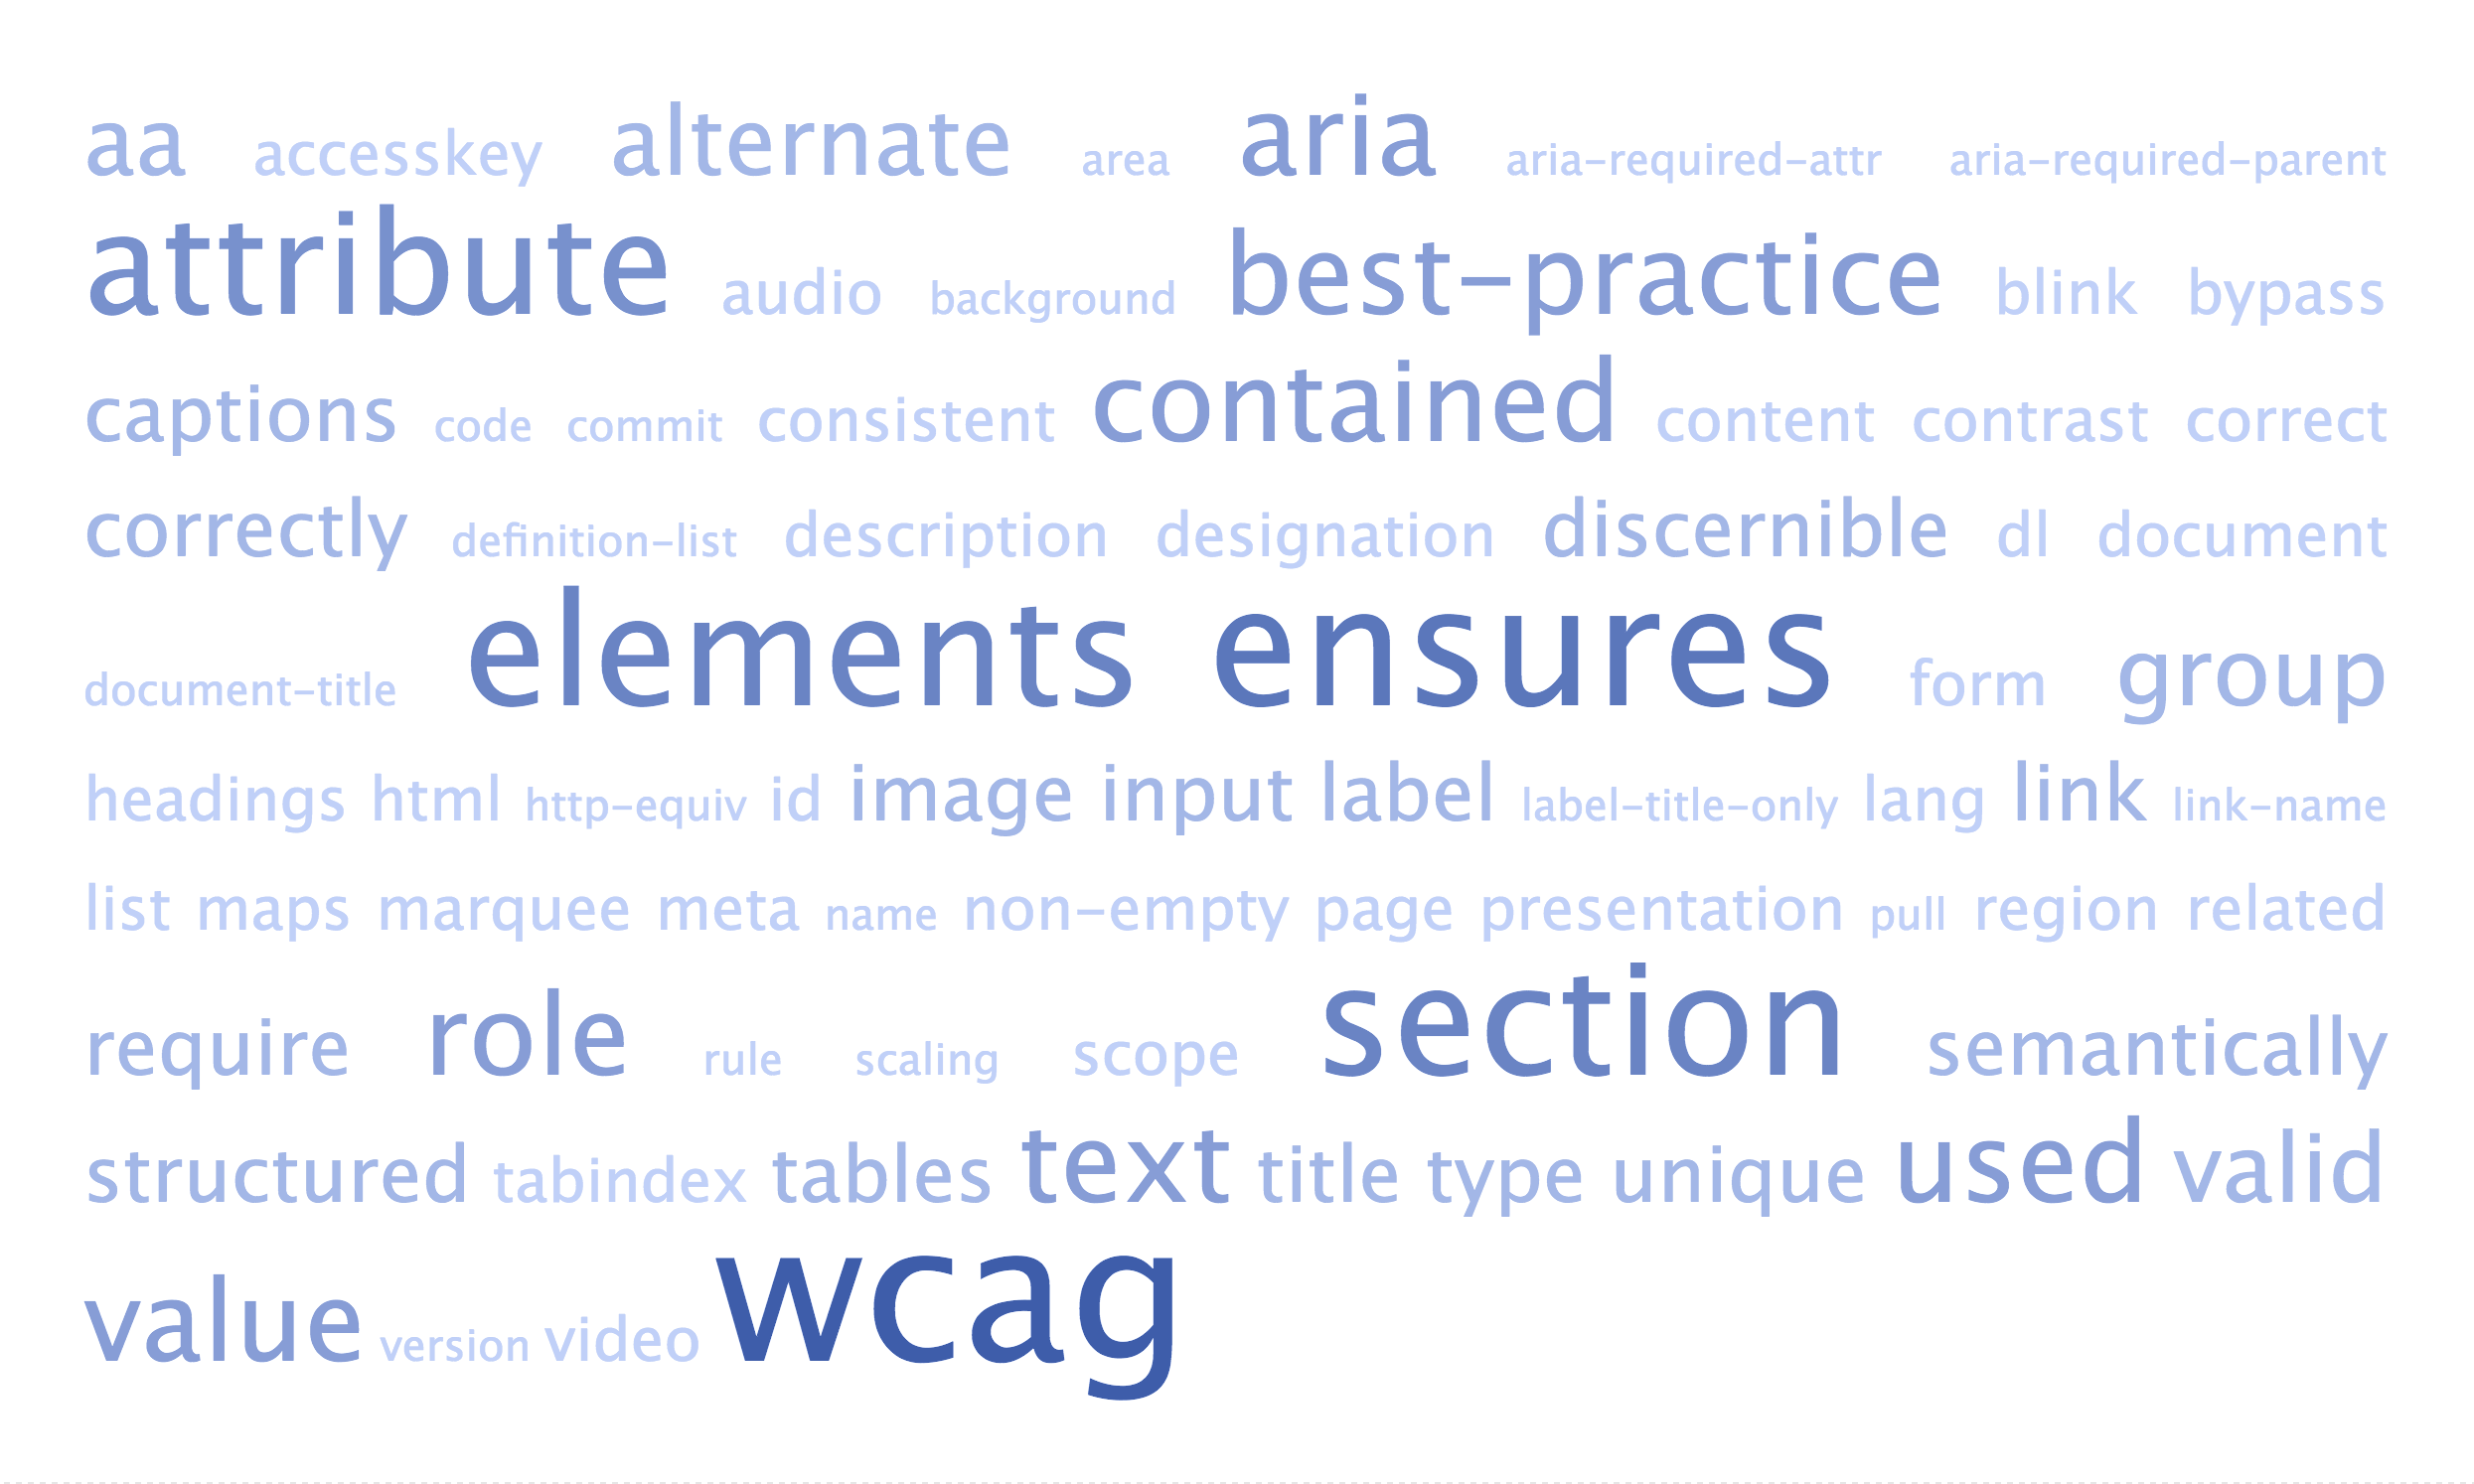 aa accesskey alternate area aria aria-required-attr aria-required-parent
attribute audio background best-practice blink bypass
captions code commit consistent contained content contrast correct
correctly definition-list description designation discernible dl document
document-title elements ensures form group
headings html http-equiv id image input label label-title-only lang link link-name
list maps marquee meta name non-empty page presentation pull region related
require role rule scaling scope section semantically
structured tabindex tables text title type unique used valid
value version video wcag